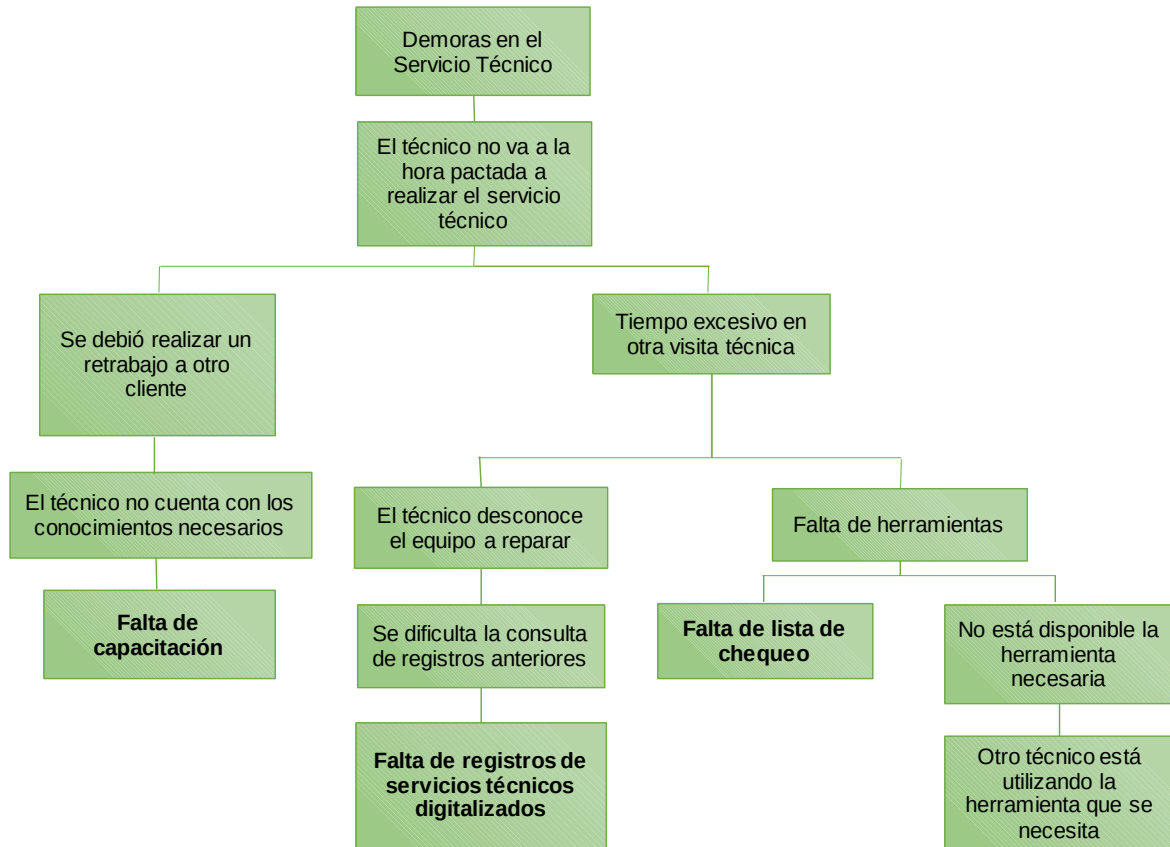 Demoras en el
Servicio Técnico
El técnico no va a la
hora pactada a
realizar el servicio
técnico
Se debió realizar un
retrabajo a otro
cliente
Tiempo excesivo en
otra visita técnica
El técnico no cuenta con los
conocimientos necesarios
El técnico desconoce
el equipo a reparar
Falta de herramientas
Falta de
capacitación
Se dificulta la consulta
de registros anteriores
Falta de lista de
chequeo
No está disponible la
herramienta
necesaria
Falta de registros de
servicios técnicos
digitalizados
Otro técnico está
utilizando la
herramienta que se
necesita